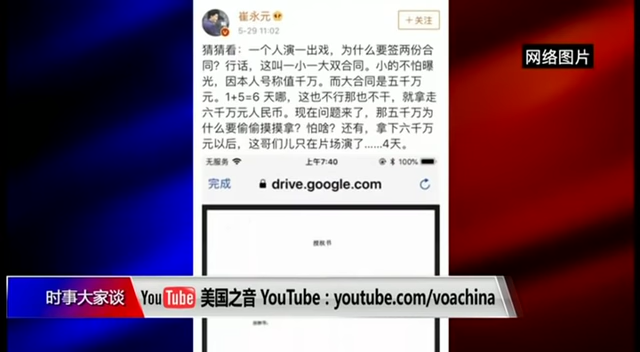 崔永元
+关注
5-29 11:02
网络图片
猜猜看：一个人演一出戏，为什么要签两份合
同？行话，这叫一小一大双合同。小的不怕曝
光，因本人号称值千万。而大合同是五千万
元。1+5=6 天哪，这也不行那也不干，就拿走
六千万元人民币。现在问题来了，那五千万为
什么要偷偷摸摸拿？怕啥？还有，拿下六千万
元以后，这哥们儿只在片场演了……4天。
无服务 上午7:40 100%
完成 drive.google.com
授权书
时事大家谈 YouTube 美国之音 YouTube：youtube.com/voachina